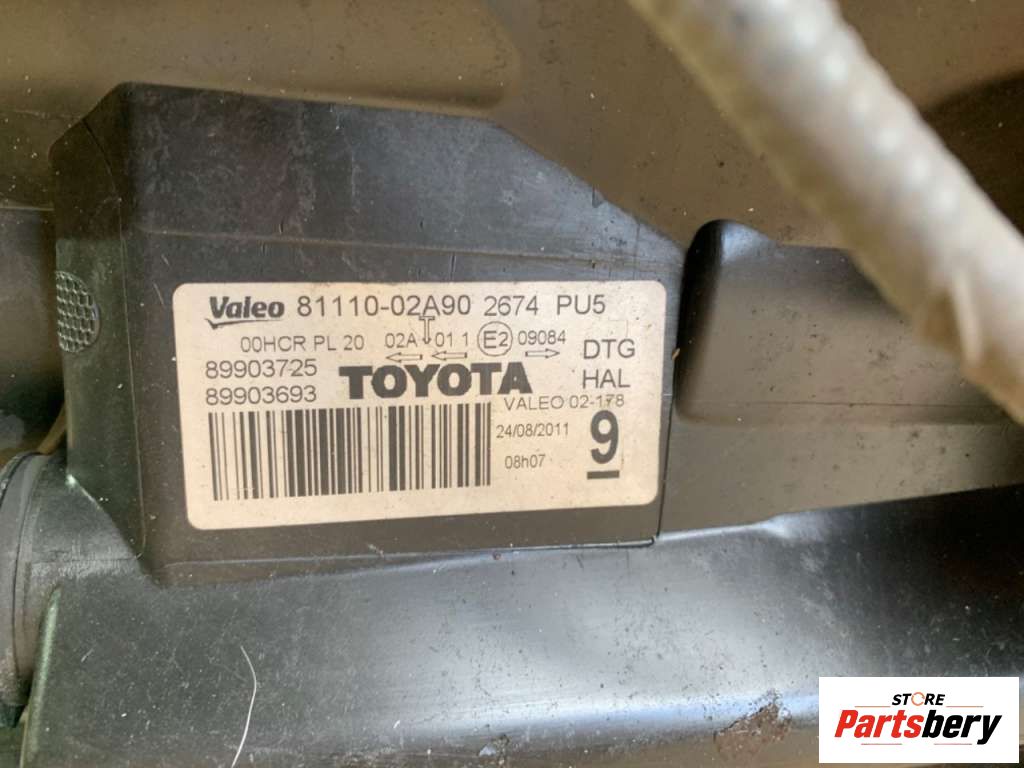 Valeo 81110-02A90 2674 PU5
00HCR PL 20 02A 01 1 E2 09084
DTG
89903725
HAL
89903693
TOYOTA
VALEO 02-178
24/08/2011
9
08h07
STORE
Partsbery